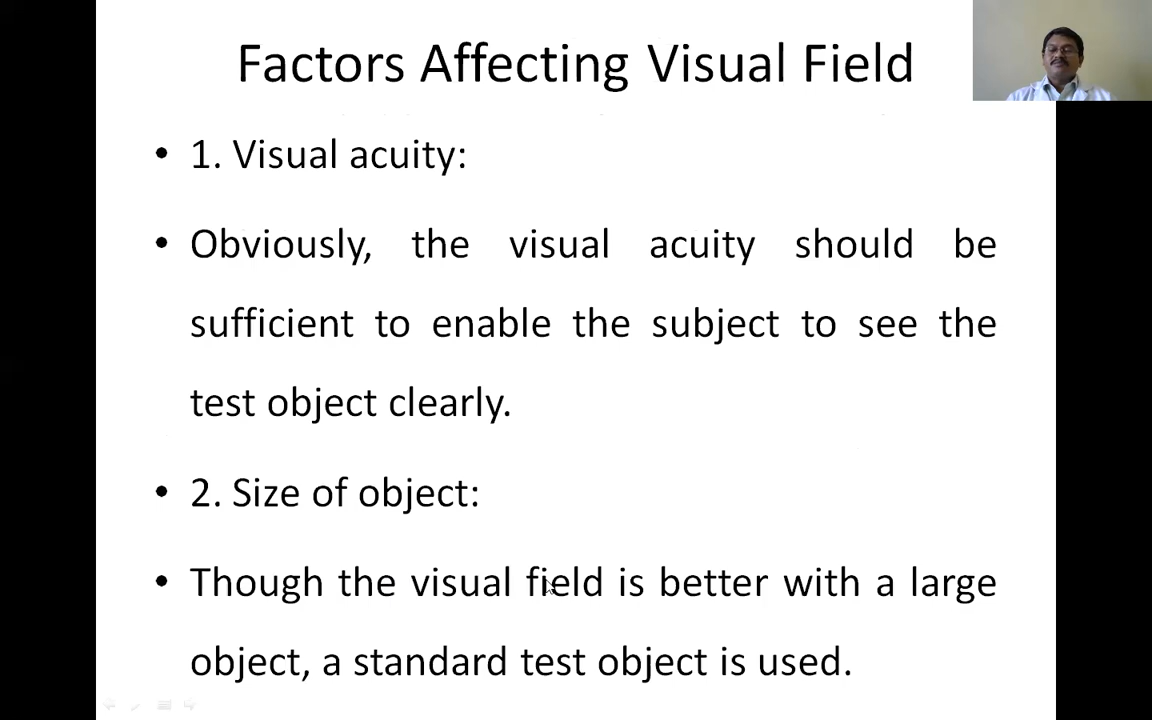 Factors Affecting Visual Field
• 1. Visual acuity:
• Obviously, the visual acuity should be
sufficient to enable the subject to see the
test object clearly.
• 2. Size of object:
• Though the visual field is better with a large
object, a standard test object is used.